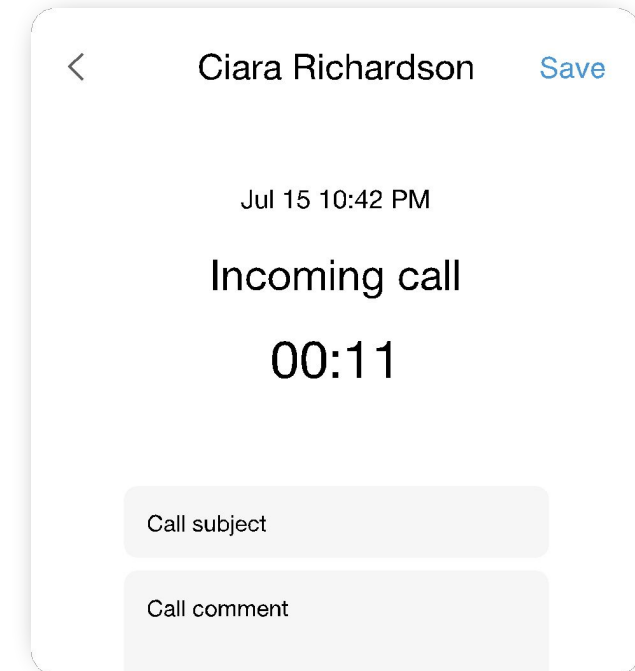 Ciara Richardson Save
Jul 15 10:42 PM
Incoming call
00:11
Call subject
Call comment